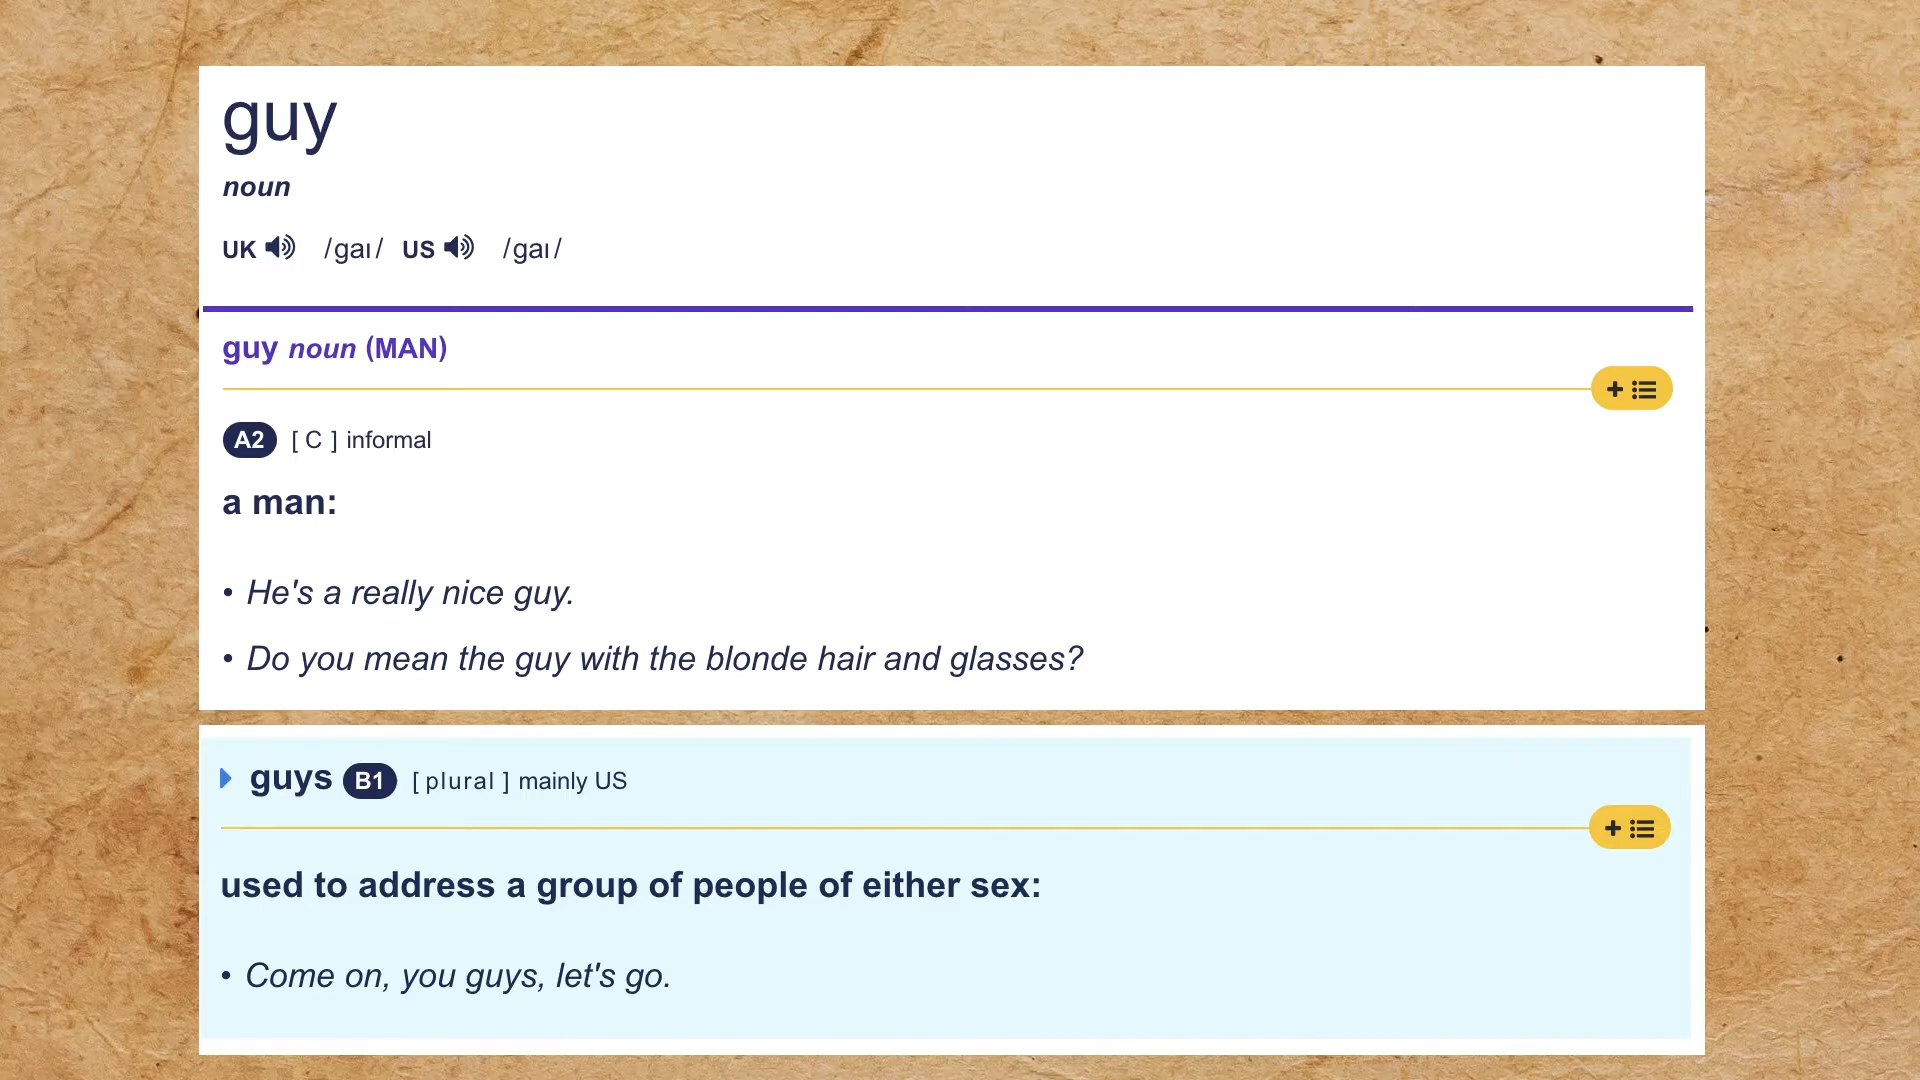 guy
noun
UK /ɡaɪ/ US /ɡaɪ/
guy noun (MAN)
A2 [ C ] informal
a man:
• He's a really nice guy.
• Do you mean the guy with the blonde hair and glasses?
guys B1 [ plural ] mainly US
used to address a group of people of either sex:
• Come on, you guys, let's go.